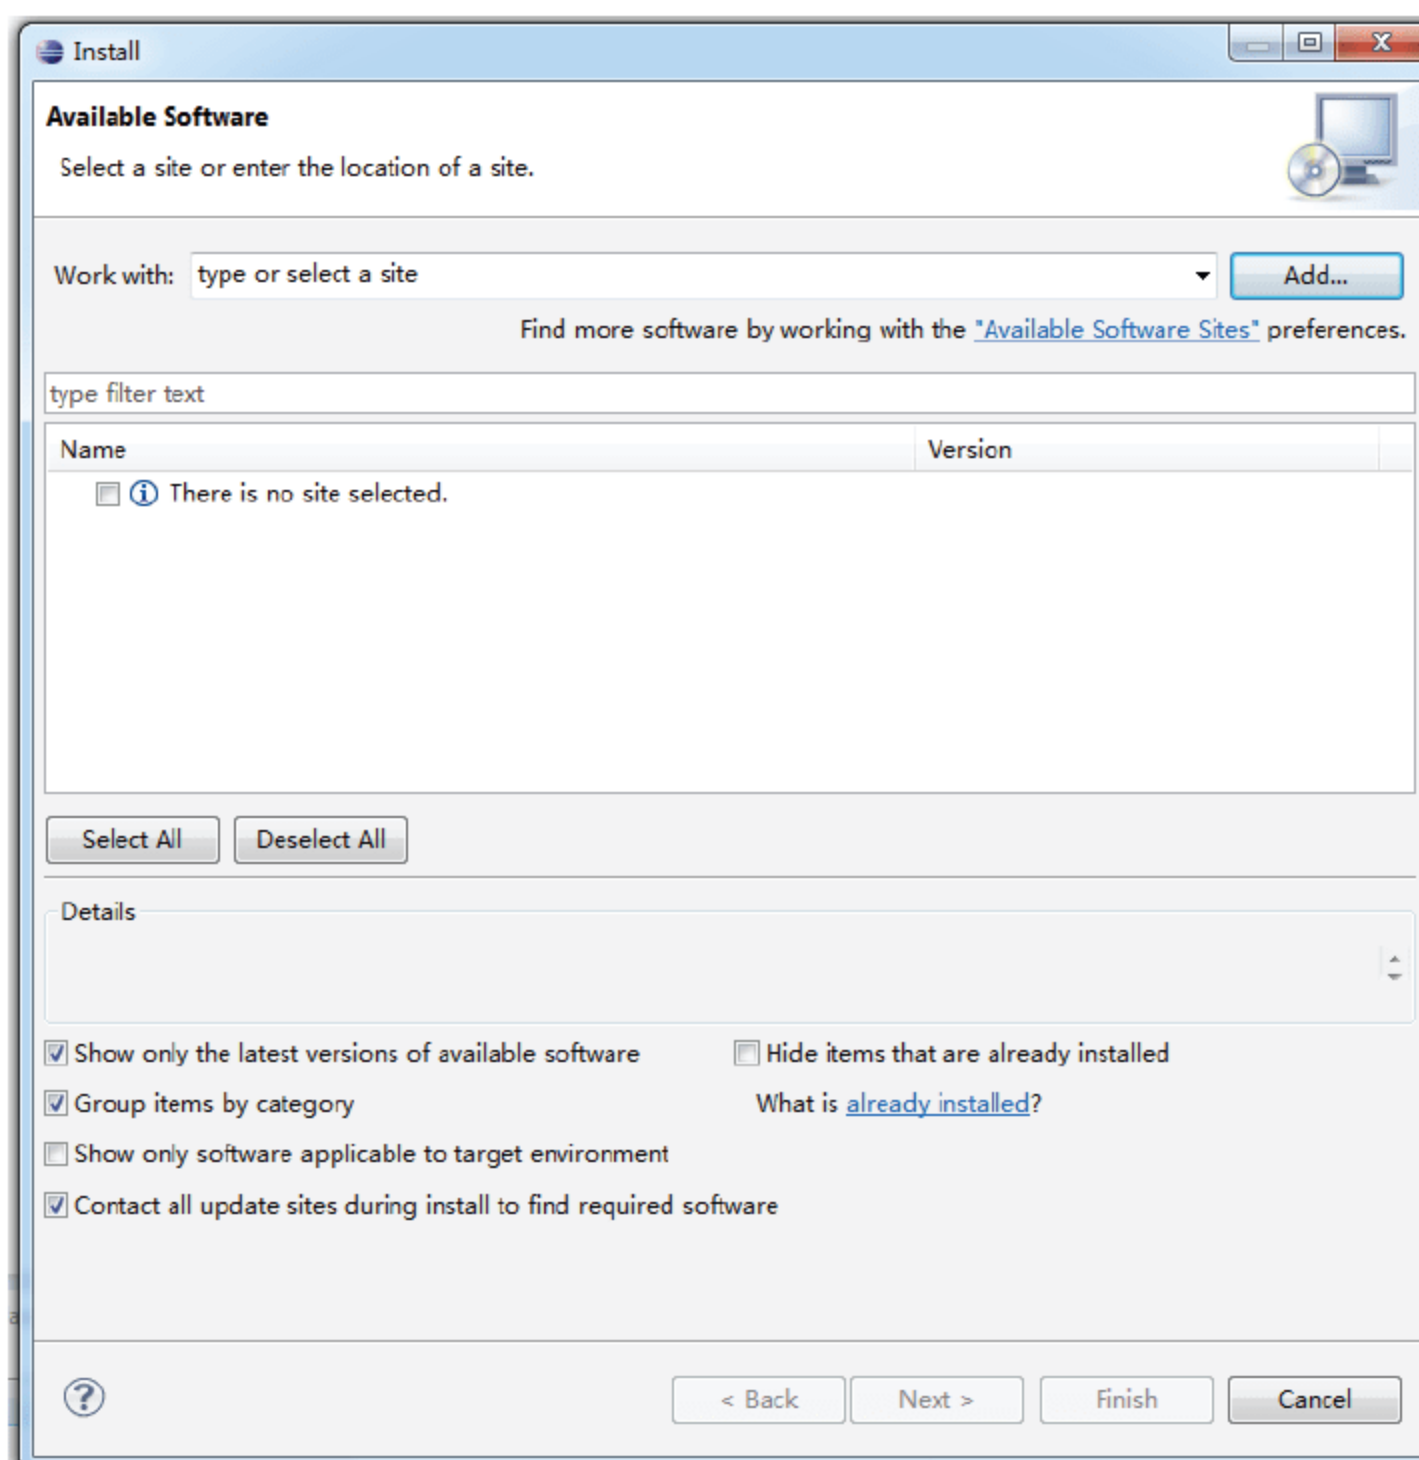 Install
Available Software
Select a site or enter the location of a site.
Work with: type or select a site Add...
Find more software by working with the "Available Software Sites" preferences.
type filter text
Name Version
There is no site selected.
Select All Deselect All
Details
Show only the latest versions of available software Hide items that are already installed
Group items by category What is already installed?
Show only software applicable to target environment
Contact all update sites during install to find required software
< Back Next > Finish Cancel